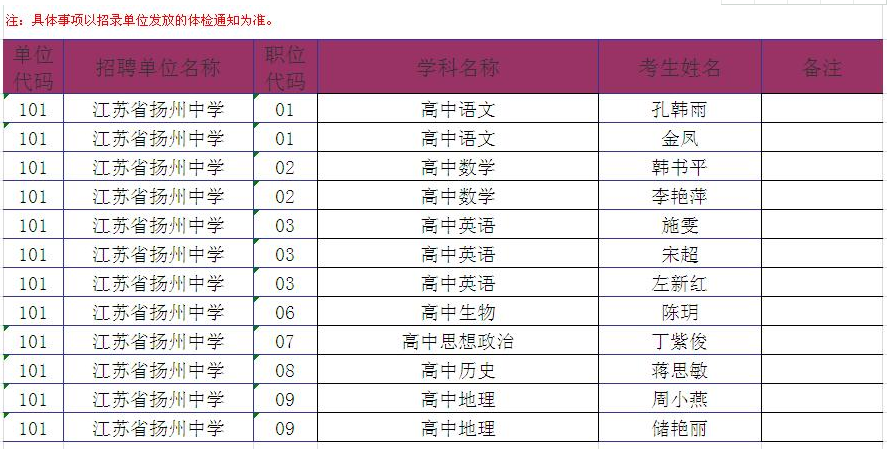 注：具体事项以招录单位发放的体检通知为准。
单位代码 招聘单位名称 职位代码 学科名称 考生姓名 备注
101 江苏省扬州中学 01 高中语文 孔韩雨
101 江苏省扬州中学 01 高中语文 金凤
101 江苏省扬州中学 02 高中数学 韩书平
101 江苏省扬州中学 02 高中数学 李艳萍
101 江苏省扬州中学 03 高中英语 施雯
101 江苏省扬州中学 03 高中英语 宋超
101 江苏省扬州中学 03 高中英语 左新红
101 江苏省扬州中学 06 高中生物 陈玥
101 江苏省扬州中学 07 高中思想政治 丁紫俊
101 江苏省扬州中学 08 高中历史 蒋思敏
101 江苏省扬州中学 09 高中地理 周小燕
101 江苏省扬州中学 09 高中地理 储艳丽